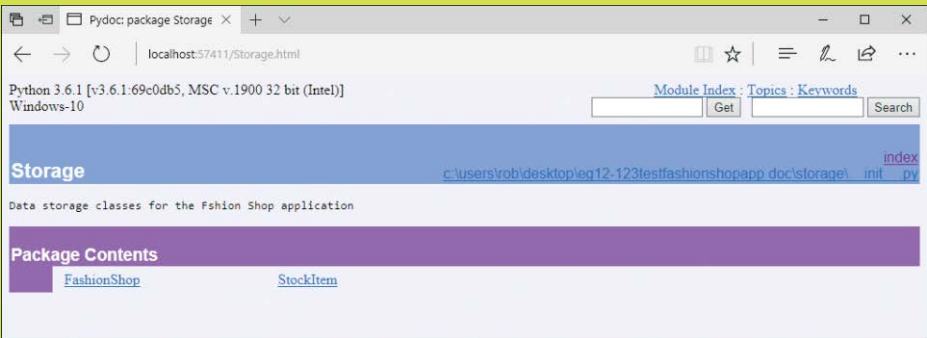 Pydoc: package Storage
localhost:57411/Storage.html
Python 3.6.1 [v3.6.1:69c0db5, MSC v.1900 32 bit (Intel)]
Windows-10
Module Index : Topics : Keywords
Get Search
index
Storage c:\users\rob\desktop\eg12-123testfashionshopapp doc\storage\__init__.py
Data storage classes for the Fshion Shop application
Package Contents
FashionShop StockItem